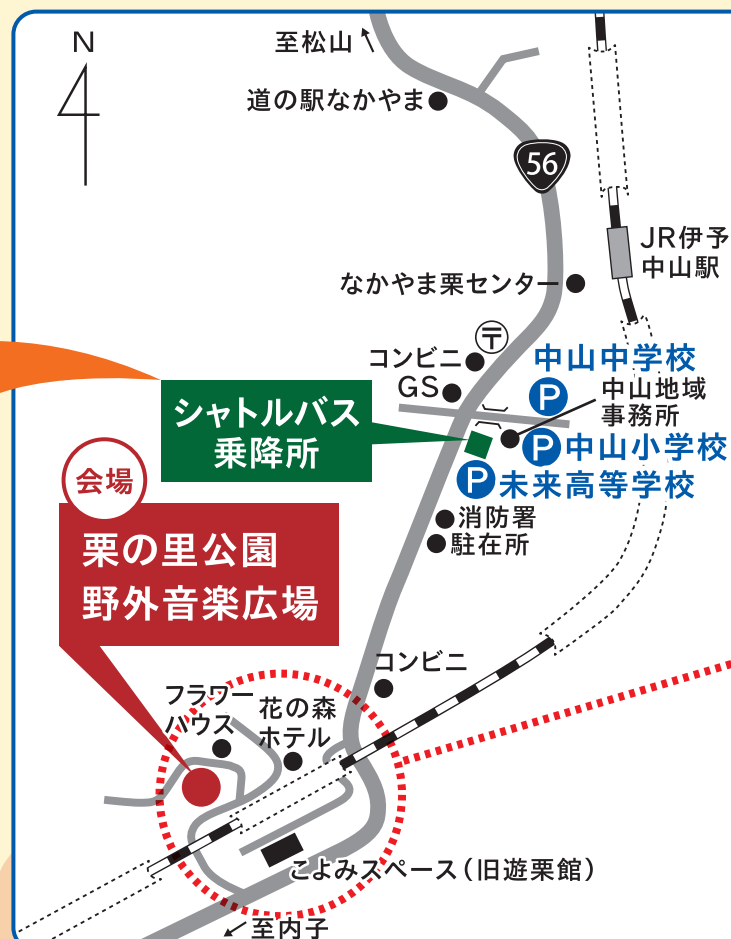 N
至松山
道の駅なかやま
56
JR伊予
中山駅
なかやま栗センター
〒
コンビニ
GS
中山中学校
P
中山地域
事務所
シャトルバス
乗降所
P
中山小学校
P
未来高等学校
会場
消防署
駐在所
栗の里公園
野外音楽広場
コンビニ
フラワー
ハウス
花の森
ホテル
こよみスペース（旧遊栗館）
至内子